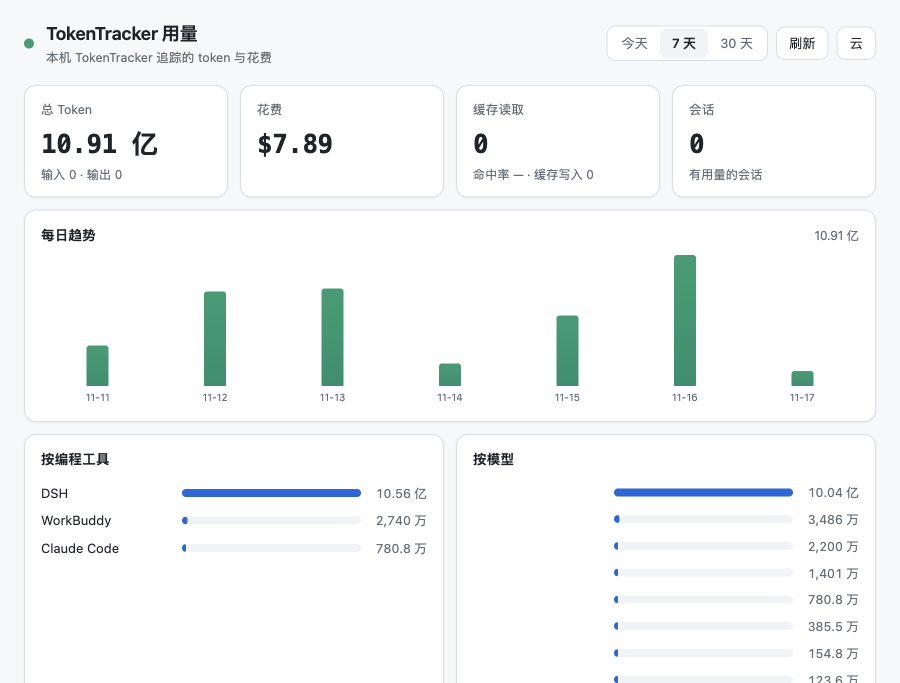 TokenTracker 用量
本机 TokenTracker 追踪的 token 与花费
今天 7 天 30 天 刷新 云
总 Token
10.91 亿
输入 0 · 输出 0
花费
$7.89
缓存读取
0
命中率 — · 缓存写入 0
会话
0
有用量的会话
每日趋势 10.91 亿
11-11 11-12 11-13 11-14 11-15 11-16 11-17
按编程工具
DSH 10.56 亿
WorkBuddy 2,740 万
Claude Code 780.8 万
按模型
10.04 亿
3,486 万
2,200 万
1,401 万
780.8 万
385.5 万
154.8 万
123.6 万